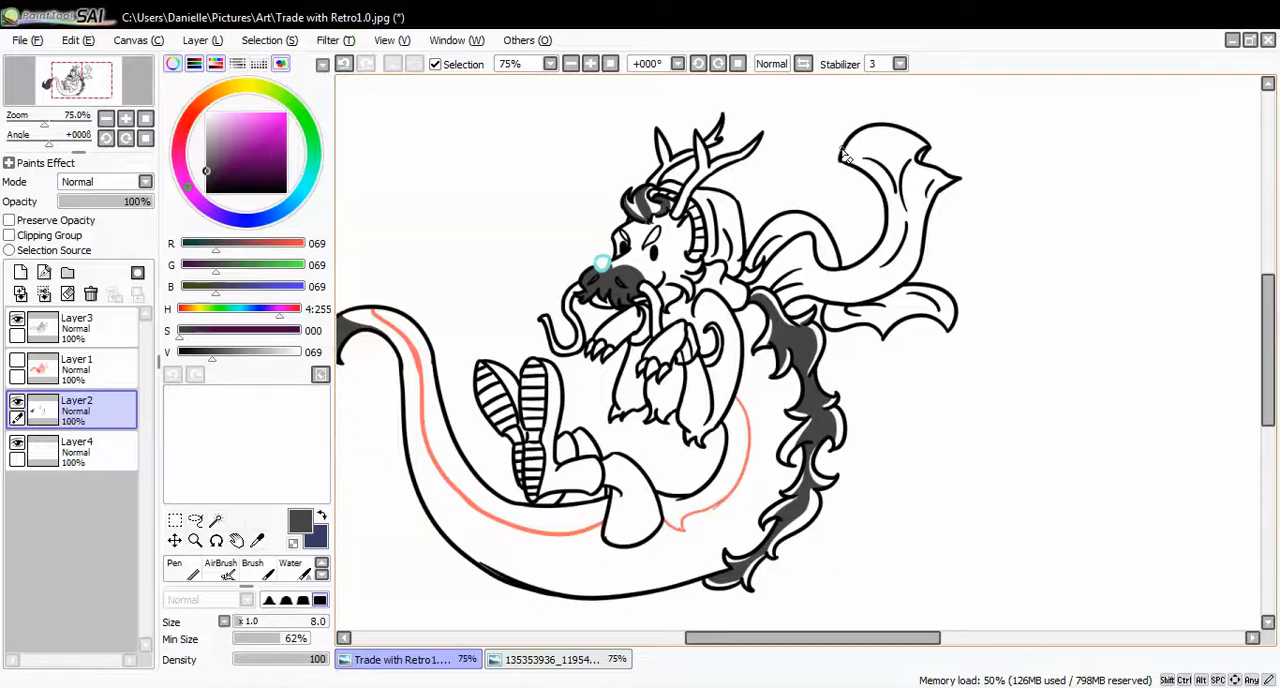 PaintTool SAI C:\Users\Danielle\Pictures\Art\Trade with Retro1.0.jpg (*)
File (F) Edit (E) Canvas (C) Layer (L) Selection (S) Filter (T) View (V) Window (W) Others (O)
Selection 75% +000° Normal Stabilizer 3
Zoom 75.0%
Angle +000ß
Paints Effect
Mode Normal
Opacity 100%
Preserve Opacity
Clipping Group
Selection Source
Layer3
Normal
100%
Layer1
Normal
100%
Layer2
Normal
100%
Layer4
Normal
100%
R 069
G 069
B 069
H 4:255
S 000
V 069
Pen AirBrush Brush Water
Normal
Size x 1.0 8.0
Min Size 62%
Density 100
Trade with Retro1.... 75% 135353936_11954... 75%
Memory load: 50% (126MB used / 798MB reserved) Shift Ctrl Alt SPC Any